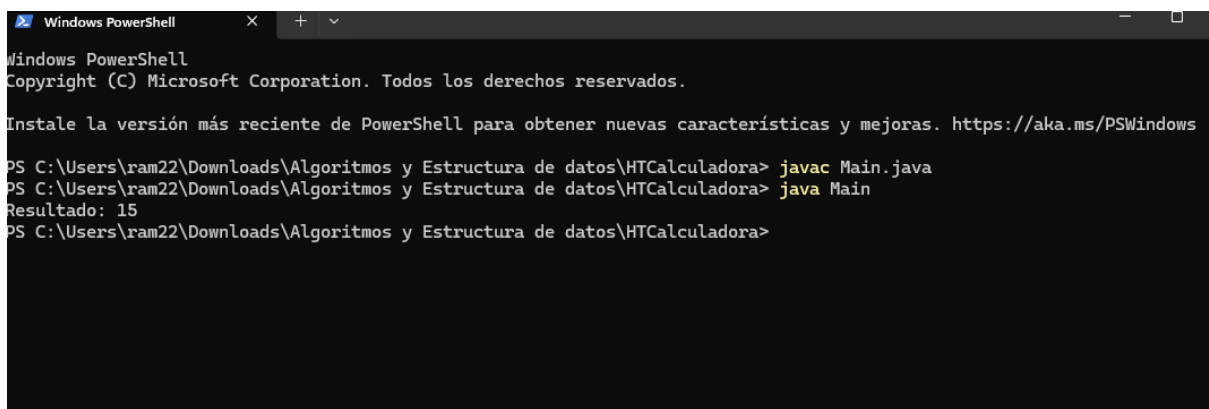 Windows PowerShell
Windows PowerShell
Copyright (C) Microsoft Corporation. Todos los derechos reservados.
Instale la versión más reciente de PowerShell para obtener nuevas características y mejoras. https://aka.ms/PSWindows
PS C:\Users\ram22\Downloads\Algoritmos y Estructura de datos\HTCalculadora> javac Main.java
PS C:\Users\ram22\Downloads\Algoritmos y Estructura de datos\HTCalculadora> java Main
Resultado: 15
PS C:\Users\ram22\Downloads\Algoritmos y Estructura de datos\HTCalculadora>